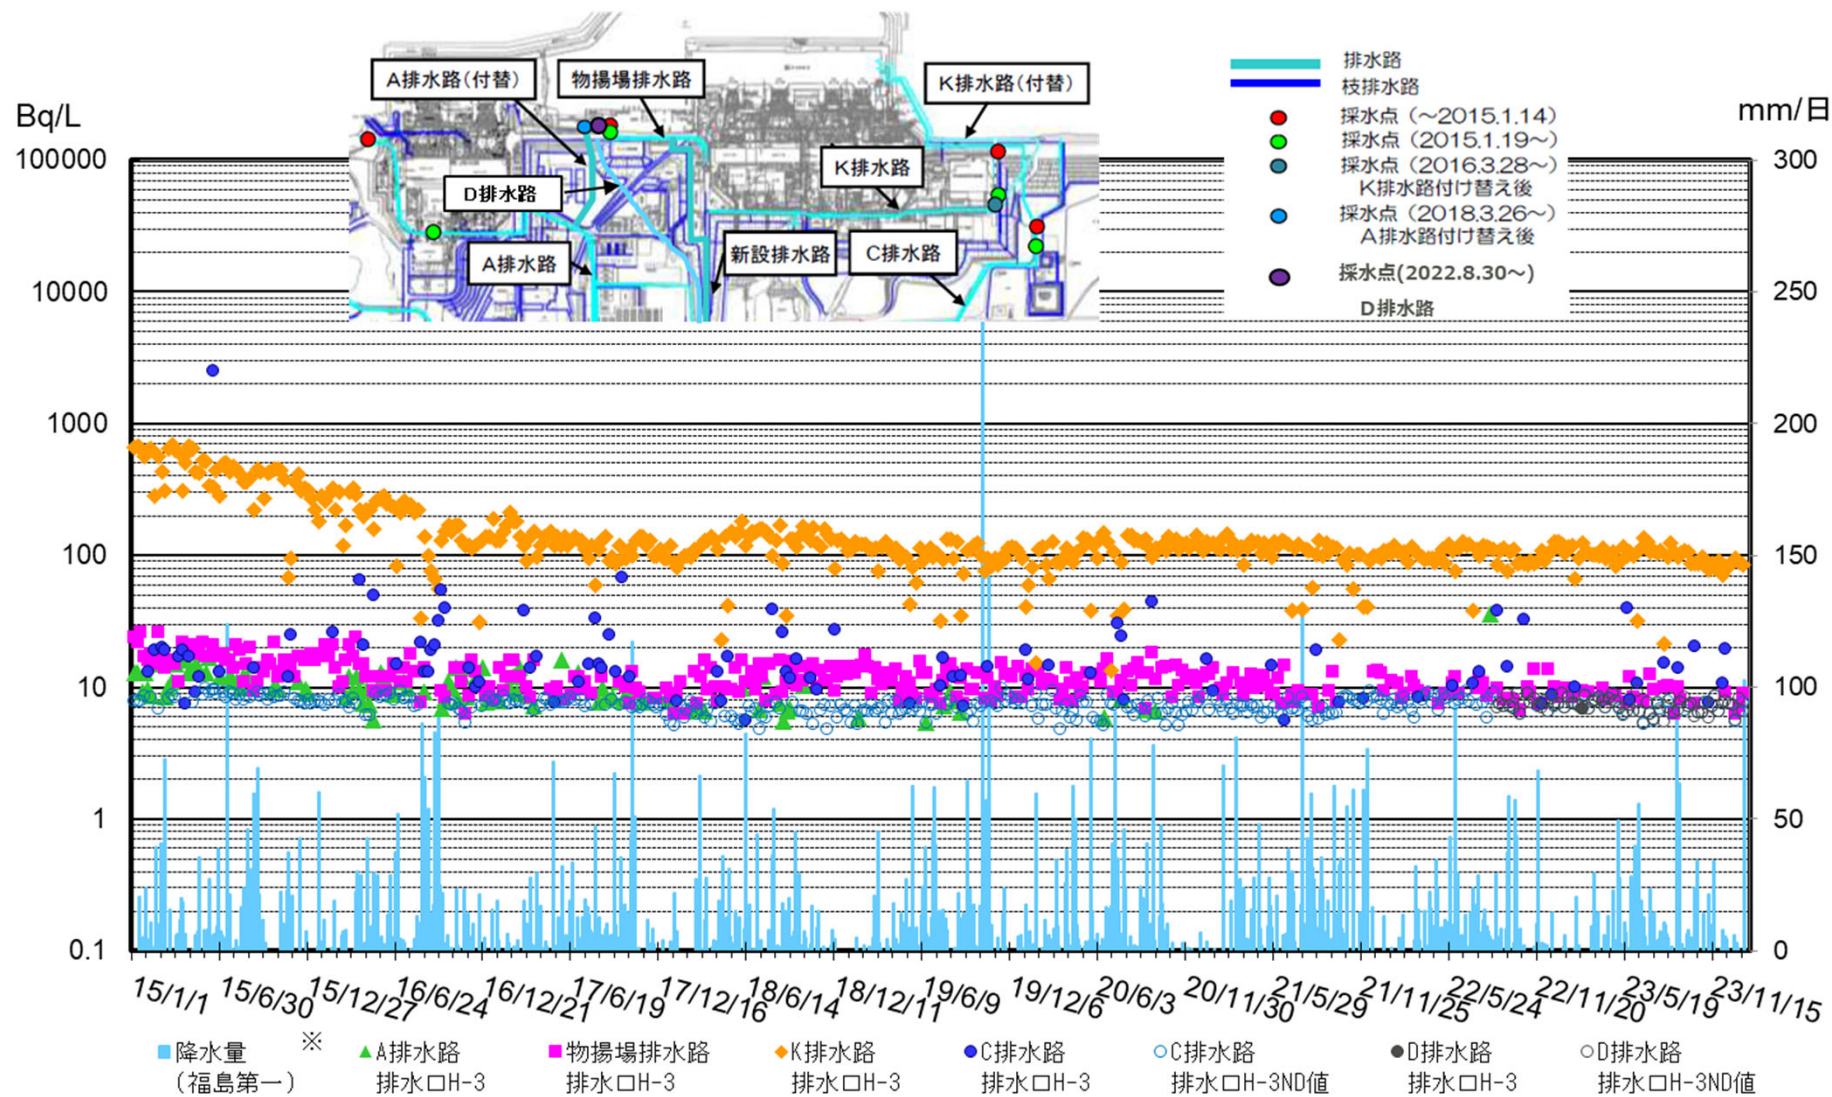 A排水路(付替)
物揚場排水路
K排水路(付替)
D排水路
K排水路
A排水路
新設排水路
C排水路
排水路
枝排水路
採水点（～2015.1.14）
採水点（2015.1.19～）
採水点（2016.3.28～）
K排水路付け替え後
採水点（2018.3.26～）
A排水路付け替え後
採水点(2022.8.30～)
D排水路
Bq/L
mm/日
100000
10000
1000
100
10
1
0.1
300
250
200
150
100
50
0
15/1/1
15/6/30
15/12/27
16/6/24
16/12/21
17/6/19
17/12/16
18/6/14
18/12/11
19/6/9
19/12/6
20/6/3
20/11/30
21/5/29
21/11/25
22/5/24
22/11/20
23/5/19
23/11/15
降水量
（福島第一）
※
A排水路
排水口H-3
物揚場排水路
排水口H-3
K排水路
排水口H-3
C排水路
排水口H-3
C排水路
排水口H-3ND値
D排水路
排水口H-3
D排水路
排水口H-3ND値